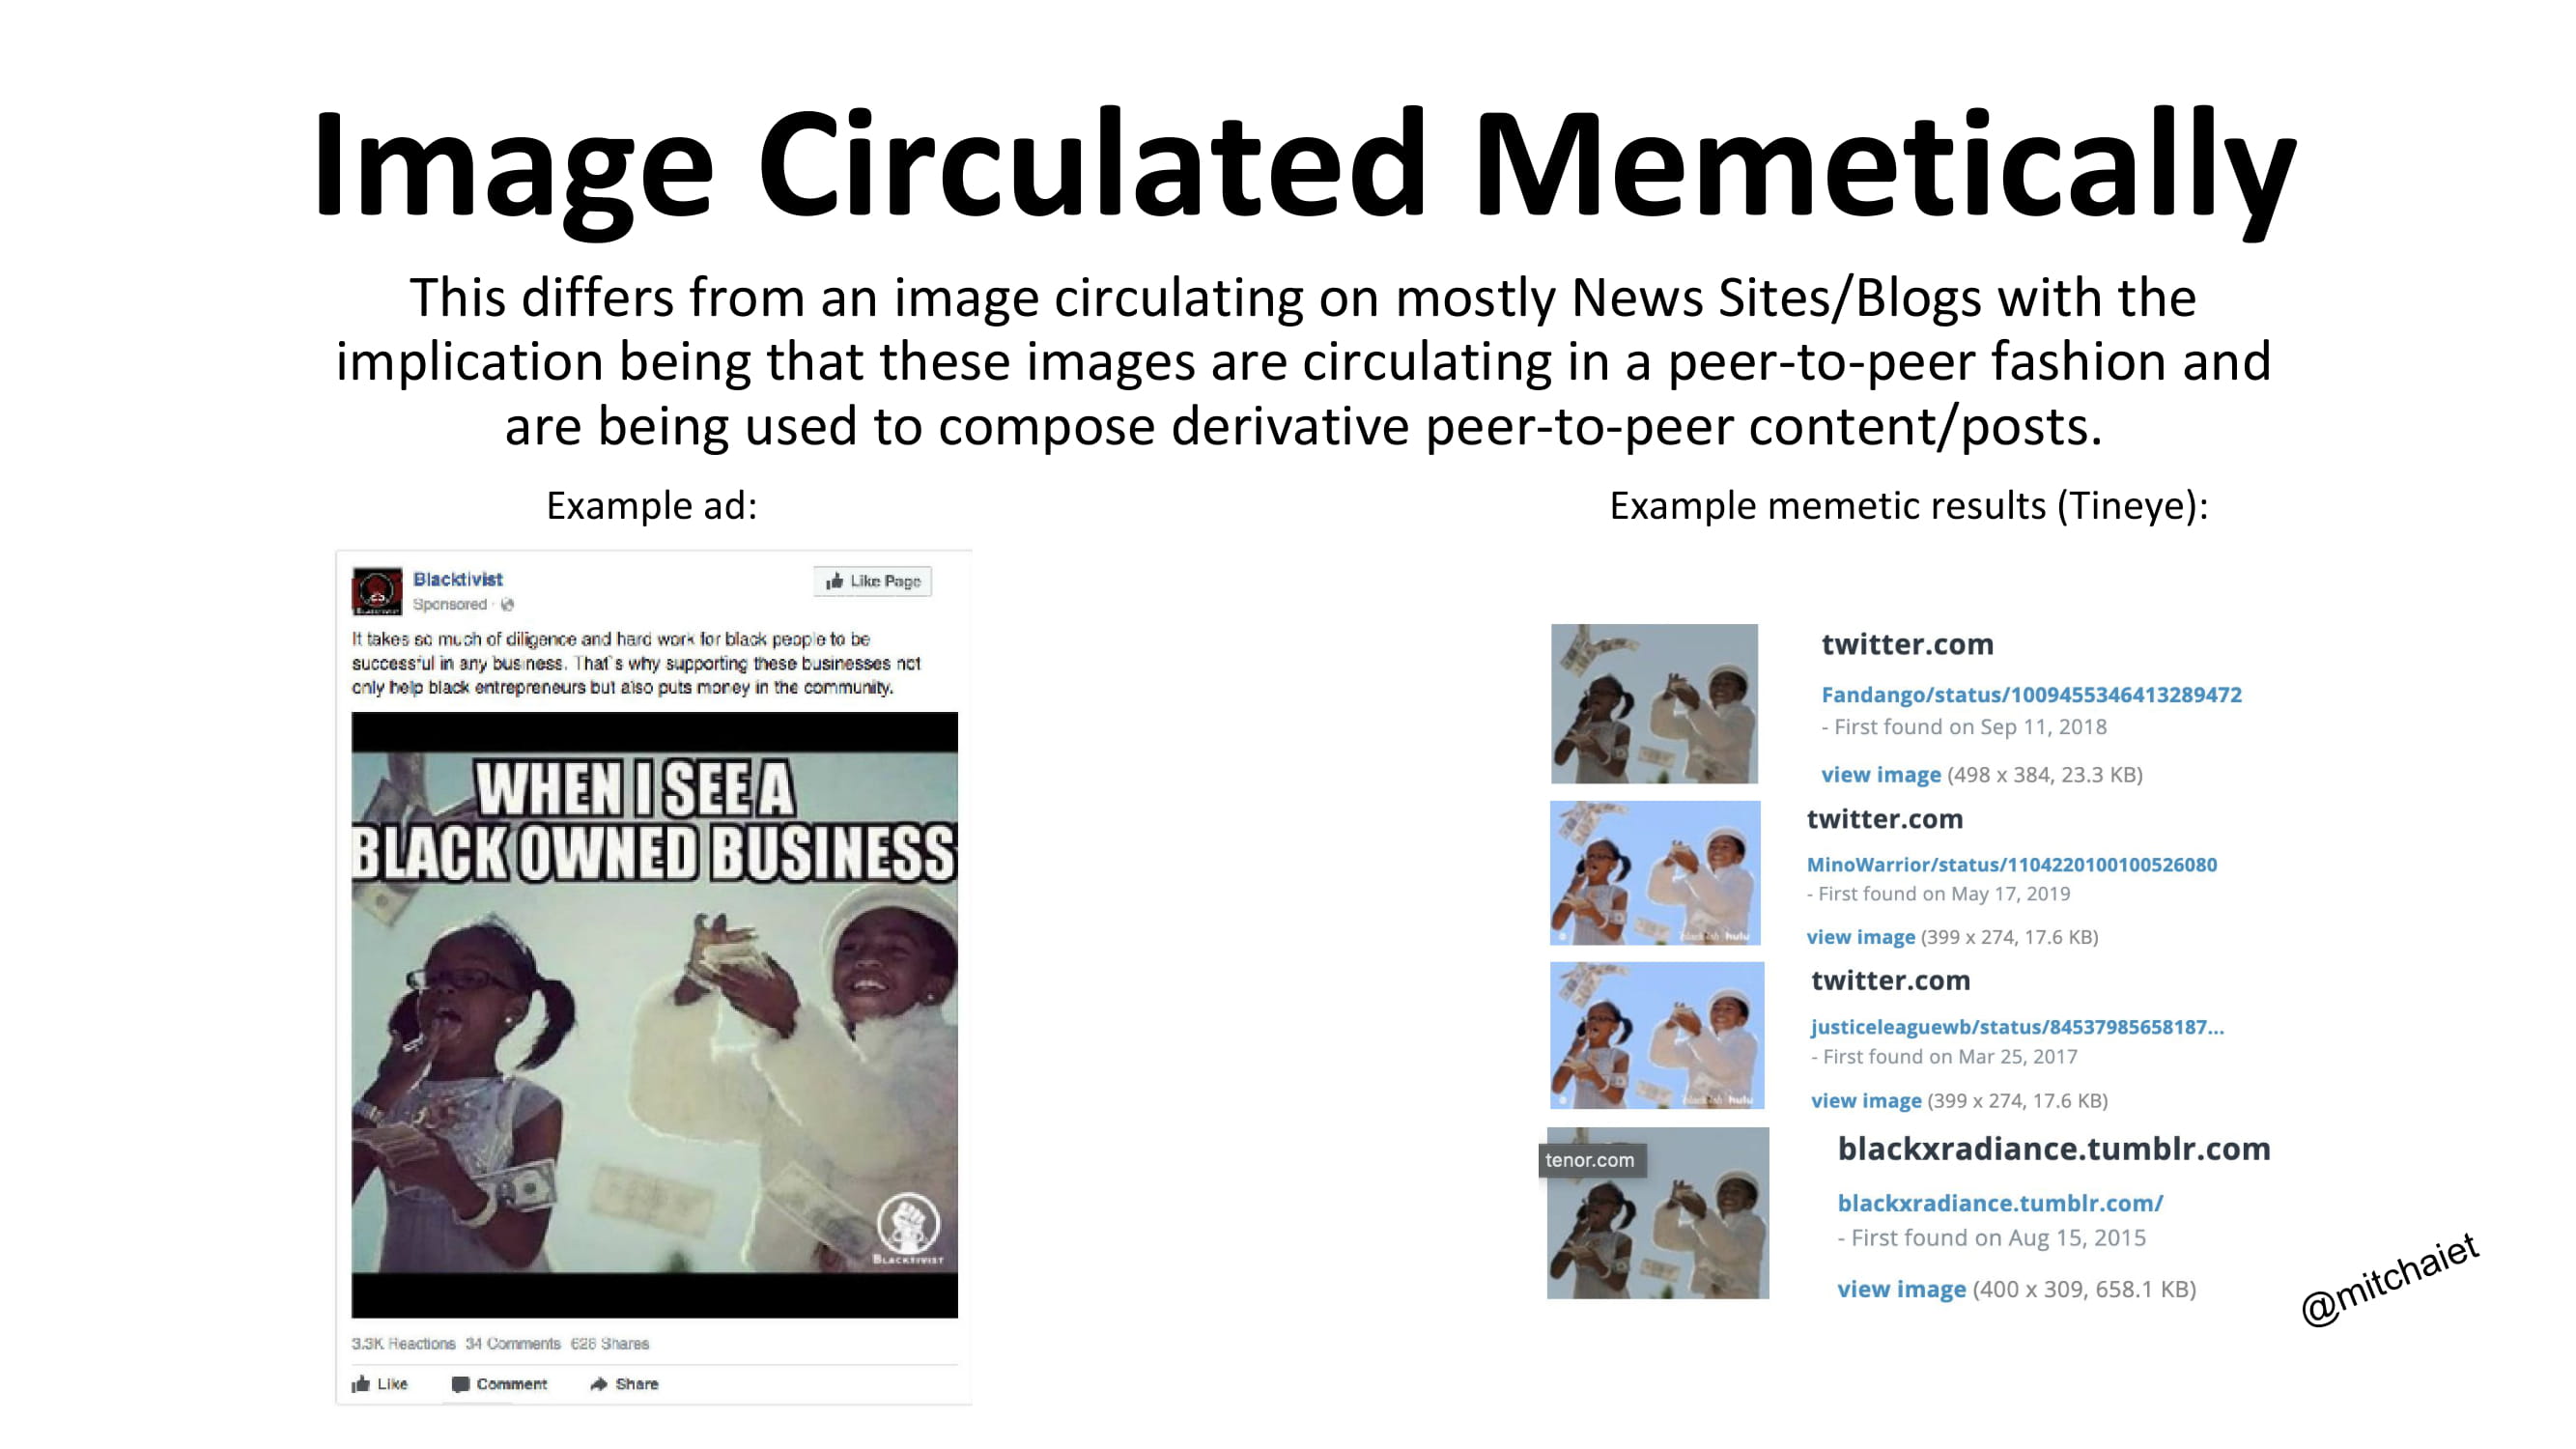 Image Circulated Memetically
This differs from an image circulating on mostly News Sites/Blogs with the
implication being that these images are circulating in a peer-to-peer fashion and
are being used to compose derivative peer-to-peer content/posts.
Example ad:
Blacktivist
Like Page
Sponsored ·
It takes so much of diligence and hard work for black people to be
successful in any business. That`s why supporting these businesses not
only help black entrepreneurs but also puts money in the community.
WHEN I SEE A
BLACK OWNED BUSINESS
BLACKTIVIST
3.3K Reactions 34 Comments 628 Shares
Like Comment Share
Example memetic results (Tineye):
twitter.com
Fandango/status/1009455346413289472
- First found on Sep 11, 2018
view image (498 x 384, 23.3 KB)
twitter.com
MinoWarrior/status/1104220100100526080
- First found on May 17, 2019
view image (399 x 274, 17.6 KB)
hulu
twitter.com
justiceleaguewb/status/84537985658187...
- First found on Mar 25, 2017
view image (399 x 274, 17.6 KB)
hulu
tenor.com
blackxradiance.tumblr.com
blackxradiance.tumblr.com/
- First found on Aug 15, 2015
view image (400 x 309, 658.1 KB)
@mitchaiet